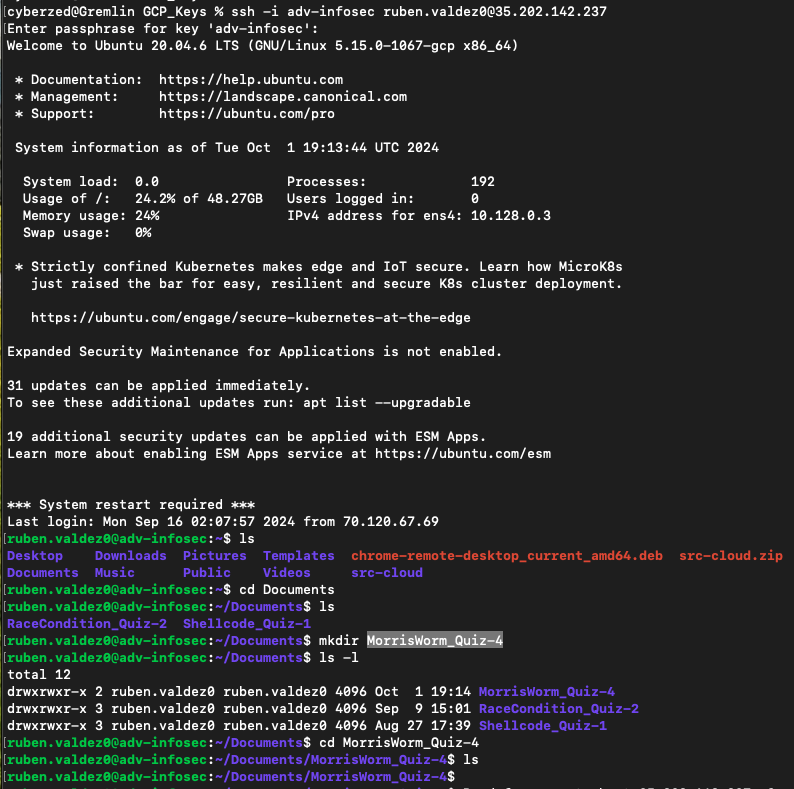 cyberzed@Gremlin GCP_Keys % ssh -i adv-infosec ruben.valdez0@35.202.142.237
[Enter passphrase for key 'adv-infosec':
Welcome to Ubuntu 20.04.6 LTS (GNU/Linux 5.15.0-1067-gcp x86_64)
* Documentation:  https://help.ubuntu.com
* Management:     https://landscape.canonical.com
* Support:        https://ubuntu.com/pro
System information as of Tue Oct  1 19:13:44 UTC 2024
System load:  0.0               Processes:             192
Usage of /:   24.2% of 48.27GB   Users logged in:       0
Memory usage: 24%                IPv4 address for ens4: 10.128.0.3
Swap usage:   0%
* Strictly confined Kubernetes makes edge and IoT secure. Learn how MicroK8s
just raised the bar for easy, resilient and secure K8s cluster deployment.
https://ubuntu.com/engage/secure-kubernetes-at-the-edge
Expanded Security Maintenance for Applications is not enabled.
31 updates can be applied immediately.
To see these additional updates run: apt list --upgradable
19 additional security updates can be applied with ESM Apps.
Learn more about enabling ESM Apps service at https://ubuntu.com/esm
*** System restart required ***
Last login: Mon Sep 16 02:07:57 2024 from 70.120.67.69
[ruben.valdez0@adv-infosec:~$ ls
Desktop    Downloads  Pictures  Templates  chrome-remote-desktop_current_amd64.deb  src-cloud.zip
Documents  Music      Public    Videos     src-cloud
[ruben.valdez0@adv-infosec:~$ cd Documents
[ruben.valdez0@adv-infosec:~/Documents$ ls
RaceCondition_Quiz-2  Shellcode_Quiz-1
[ruben.valdez0@adv-infosec:~/Documents$ mkdir MorrisWorm_Quiz-4
[ruben.valdez0@adv-infosec:~/Documents$ ls -l
total 12
drwxrwxr-x 2 ruben.valdez0 ruben.valdez0 4096 Oct  1 19:14 MorrisWorm_Quiz-4
drwxrwxr-x 3 ruben.valdez0 ruben.valdez0 4096 Sep  9 15:01 RaceCondition_Quiz-2
drwxrwxr-x 3 ruben.valdez0 ruben.valdez0 4096 Aug 27 17:39 Shellcode_Quiz-1
[ruben.valdez0@adv-infosec:~/Documents$ cd MorrisWorm_Quiz-4
[ruben.valdez0@adv-infosec:~/Documents/MorrisWorm_Quiz-4$ ls
[ruben.valdez0@adv-infosec:~/Documents/MorrisWorm_Quiz-4$